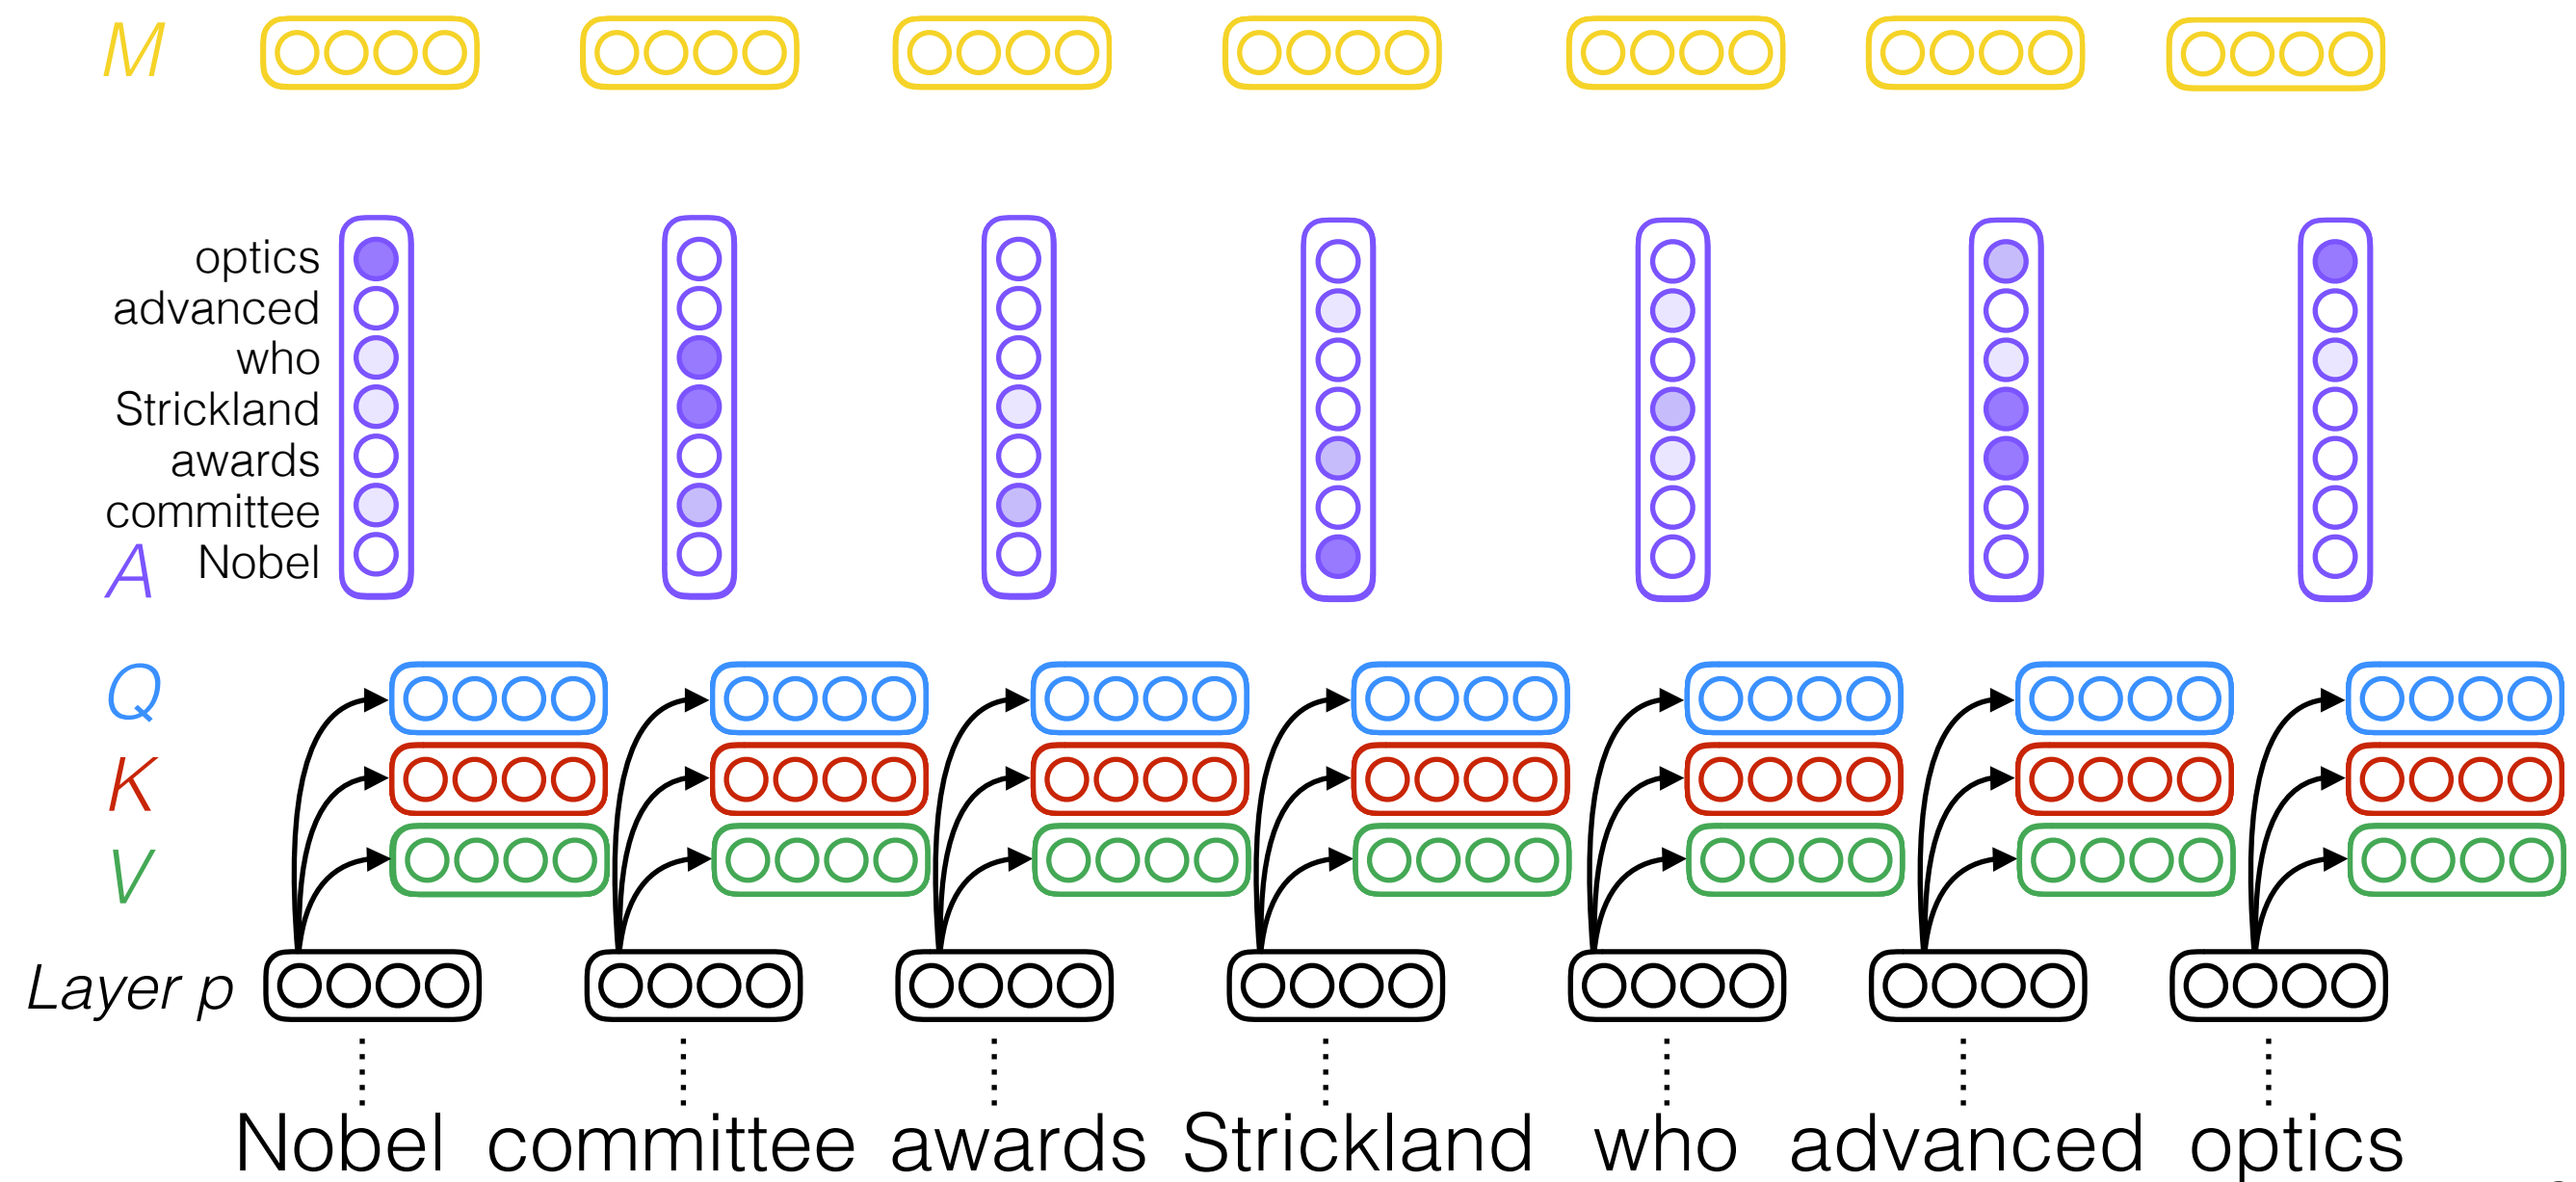 M
optics
advanced
who
Strickland
awards
committee
A Nobel
Q
K
V
Layer p
Nobel committee awards Strickland who advanced optics